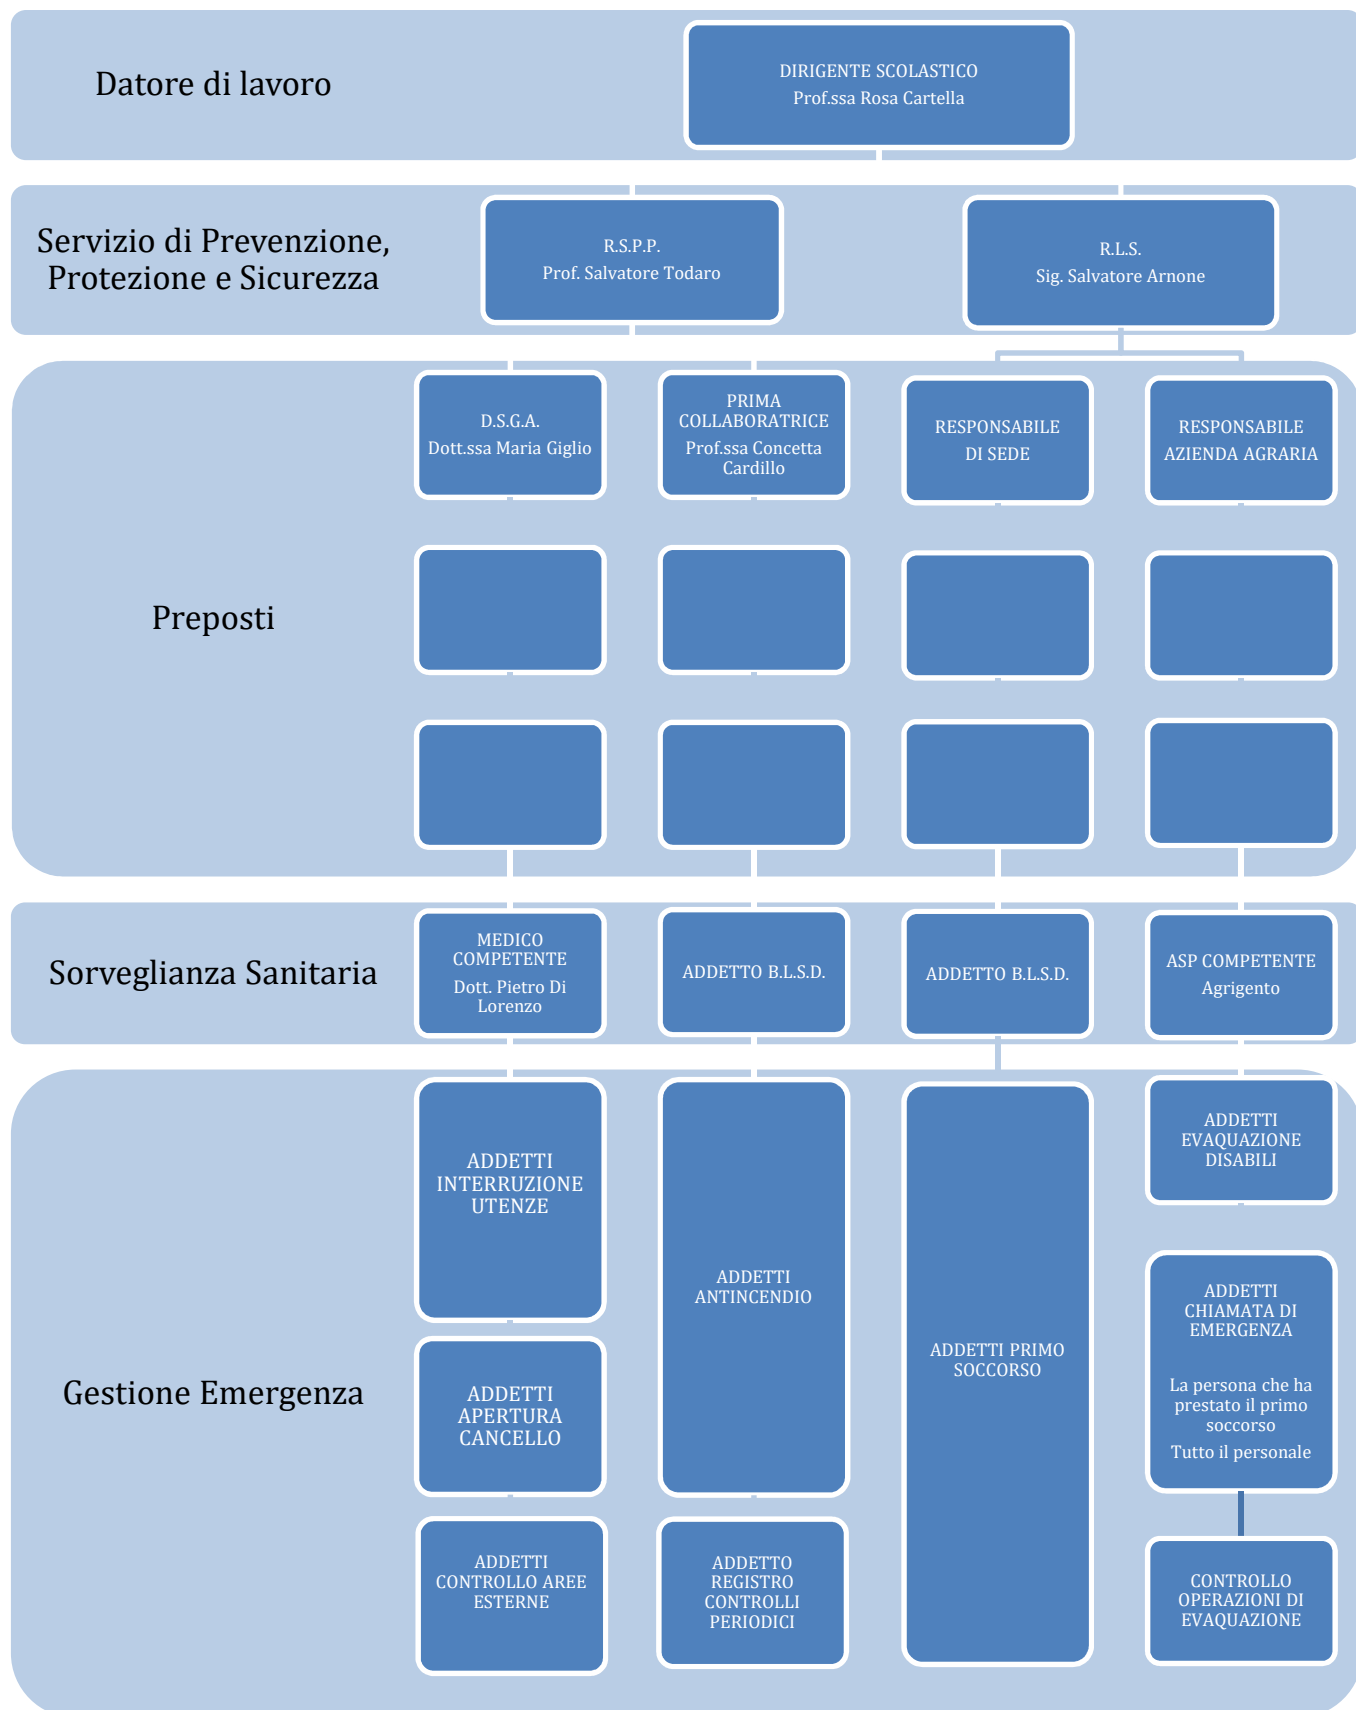 Datore di lavoro
DIRIGENTE SCOLASTICO
Prof.ssa Rosa Cartella
Servizio di Prevenzione,
Protezione e Sicurezza
R.S.P.P.
Prof. Salvatore Todaro
R.L.S.
Sig. Salvatore Arnone
Preposti
D.S.G.A.
Dott.ssa Maria Giglio
PRIMA
COLLABORATRICE
Prof.ssa Concetta
Cardillo
RESPONSABILE
DI SEDE
RESPONSABILE
AZIENDA AGRARIA
Sorveglianza Sanitaria
MEDICO
COMPETENTE
Dott. Pietro Di
Lorenzo
ADDETTO B.L.S.D.
ADDETTO B.L.S.D.
ASP COMPETENTE
Agrigento
Gestione Emergenza
ADDETTI
INTERRUZIONE
UTENZE
ADDETTI
APERTURA
CANCELLO
ADDETTI
CONTROLLO AREE
ESTERNE
ADDETTI
ANTINCENDIO
ADDETTO
REGISTRO
CONTROLLI
PERIODICI
ADDETTI PRIMO
SOCCORSO
ADDETTI
EVAQUAZIONE
DISABILI
ADDETTI
CHIAMATA DI
EMERGENZA
La persona che ha
prestato il primo
soccorso
Tutto il personale
CONTROLLO
OPERAZIONI DI
EVAQUAZIONE